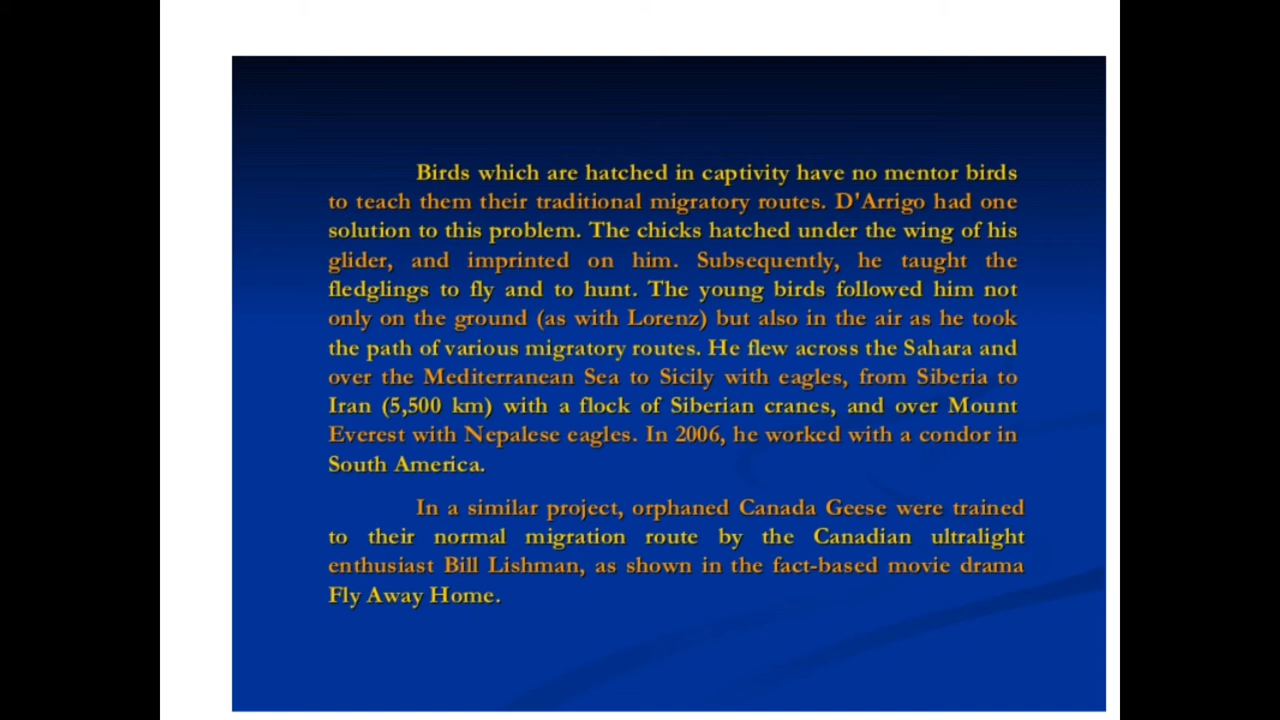 Birds which are hatched in captivity have no mentor birds
to teach them their traditional migratory routes. D'Arrigo had one
solution to this problem. The chicks hatched under the wing of his
glider, and imprinted on him. Subsequently, he taught the
fledglings to fly and to hunt. The young birds followed him not
only on the ground (as with Lorenz) but also in the air as he took
the path of various migratory routes. He flew across the Sahara and
over the Mediterranean Sea to Sicily with eagles, from Siberia to
Iran (5,500 km) with a flock of Siberian cranes, and over Mount
Everest with Nepalese eagles. In 2006, he worked with a condor in
South America.
In a similar project, orphaned Canada Geese were trained
to their normal migration route by the Canadian ultralight
enthusiast Bill Lishman, as shown in the fact-based movie drama
Fly Away Home.